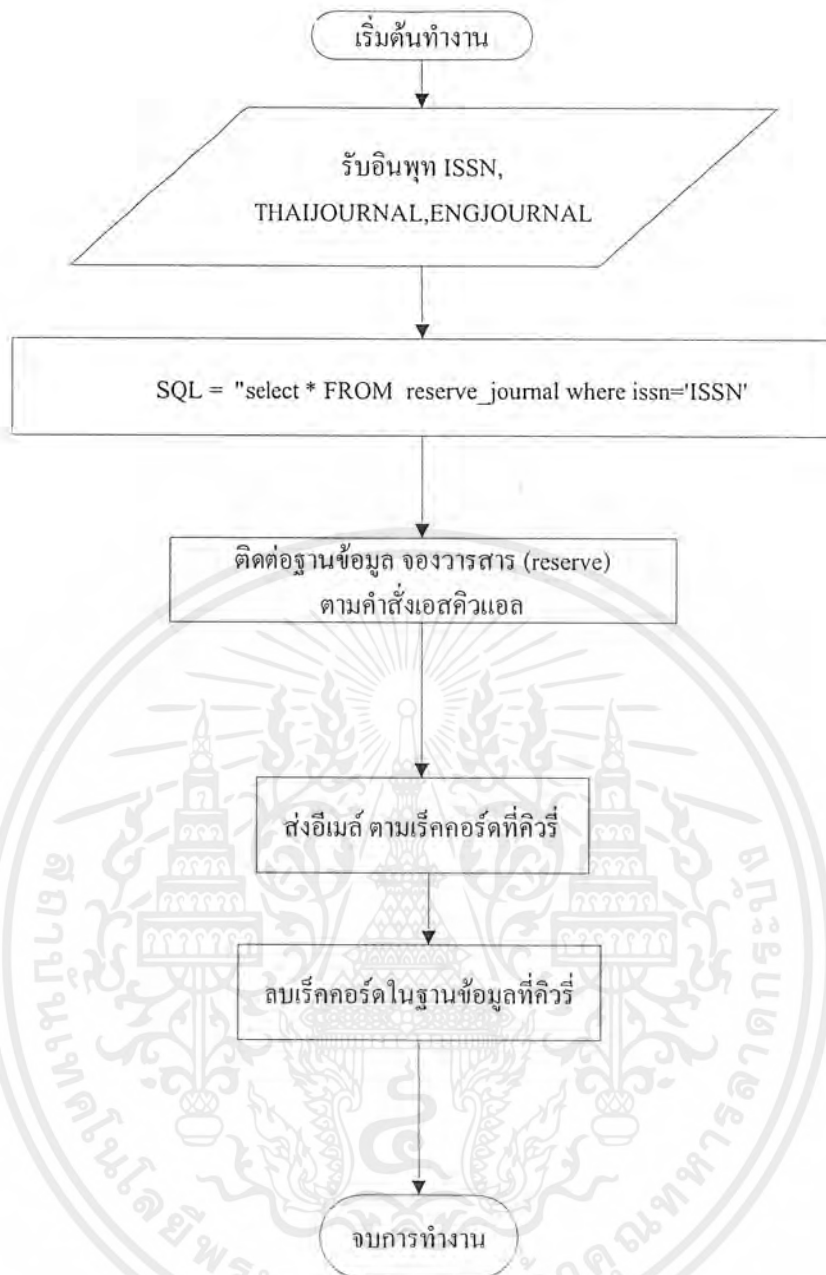 เริ่มต้นทำงาน
รับอินพุท ISSN,
THAIJOURNAL,ENGJOURNAL
SQL = "select * FROM reserve_journal where issn='ISSN'
ติดต่อฐานข้อมูล จองวารสาร (reserve)
ตามคำสั่งเอสคิวแอล
ส่งอีเมล์ ตามเร็คคอร์ดที่คิวรี่
ลบเร็คคอร์ดในฐานข้อมูลที่คิวรี่
จบการทำงาน